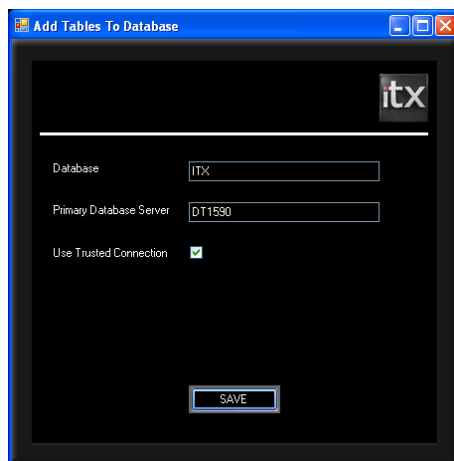 Add Tables To Database
itx
Database ITX
Primary Database Server DT1590
Use Trusted Connection
SAVE